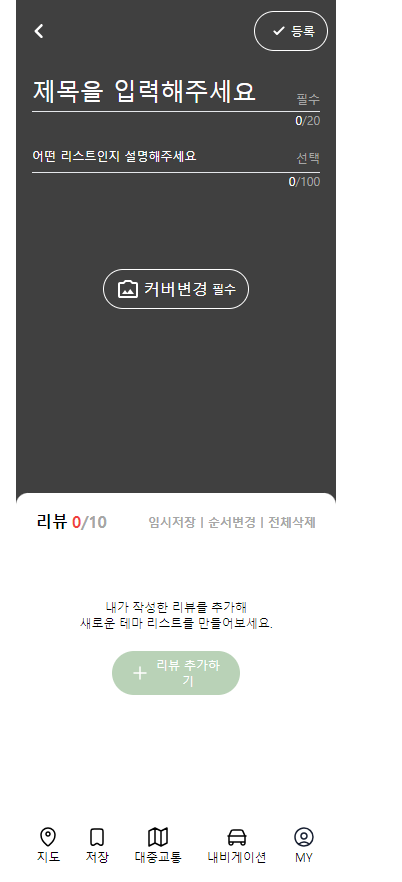 등록
제목을 입력해주세요 필수
0/20
어떤 리스트인지 설명해주세요 선택
0/100
커버변경 필수
리뷰 0/10 임시저장 | 순서변경 | 전체삭제
내가 작성한 리뷰를 추가해
새로운 테마 리스트를 만들어보세요.
리뷰 추가하
기
지도 저장 대중교통 내비게이션 MY